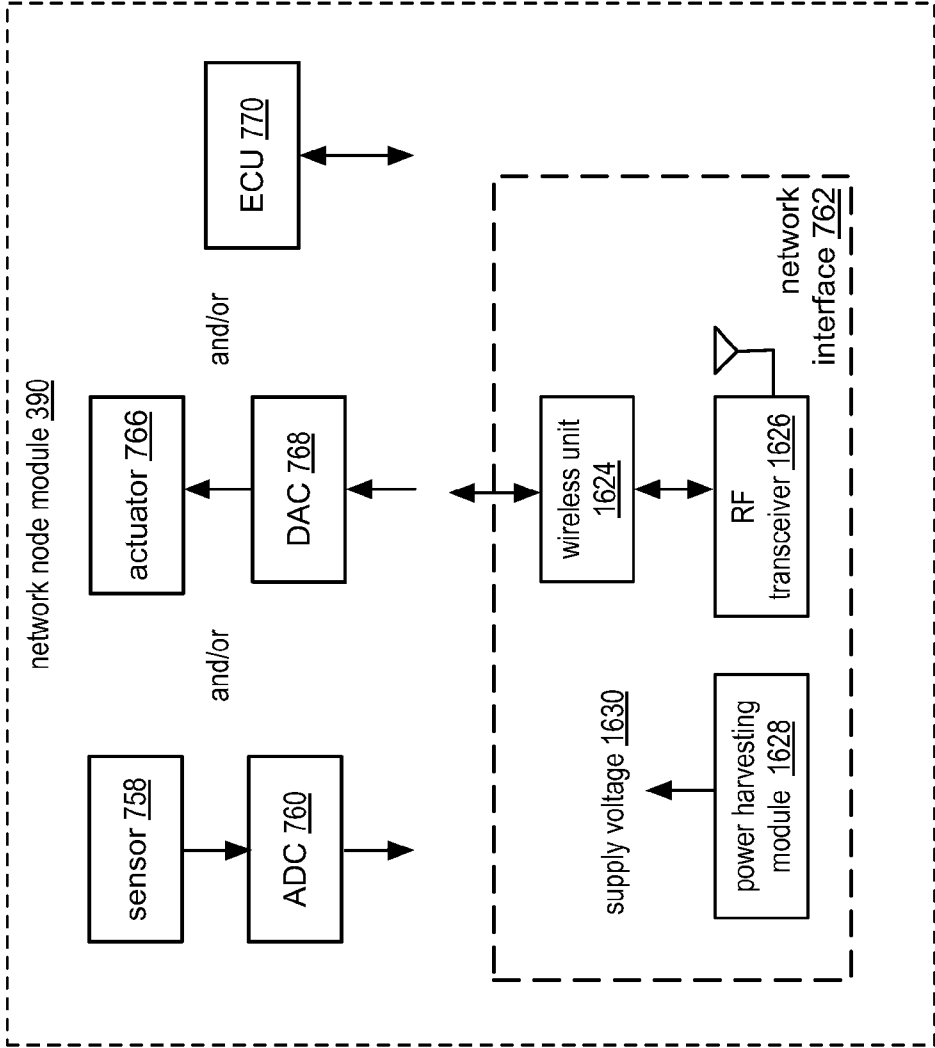 network node module 390
sensor 758
ADC 760
and/or
actuator 766
DAC 768
and/or
ECU 770
supply voltage 1630
power harvesting
module 1628
wireless unit
1624
RF
transceiver 1626
network
interface 762